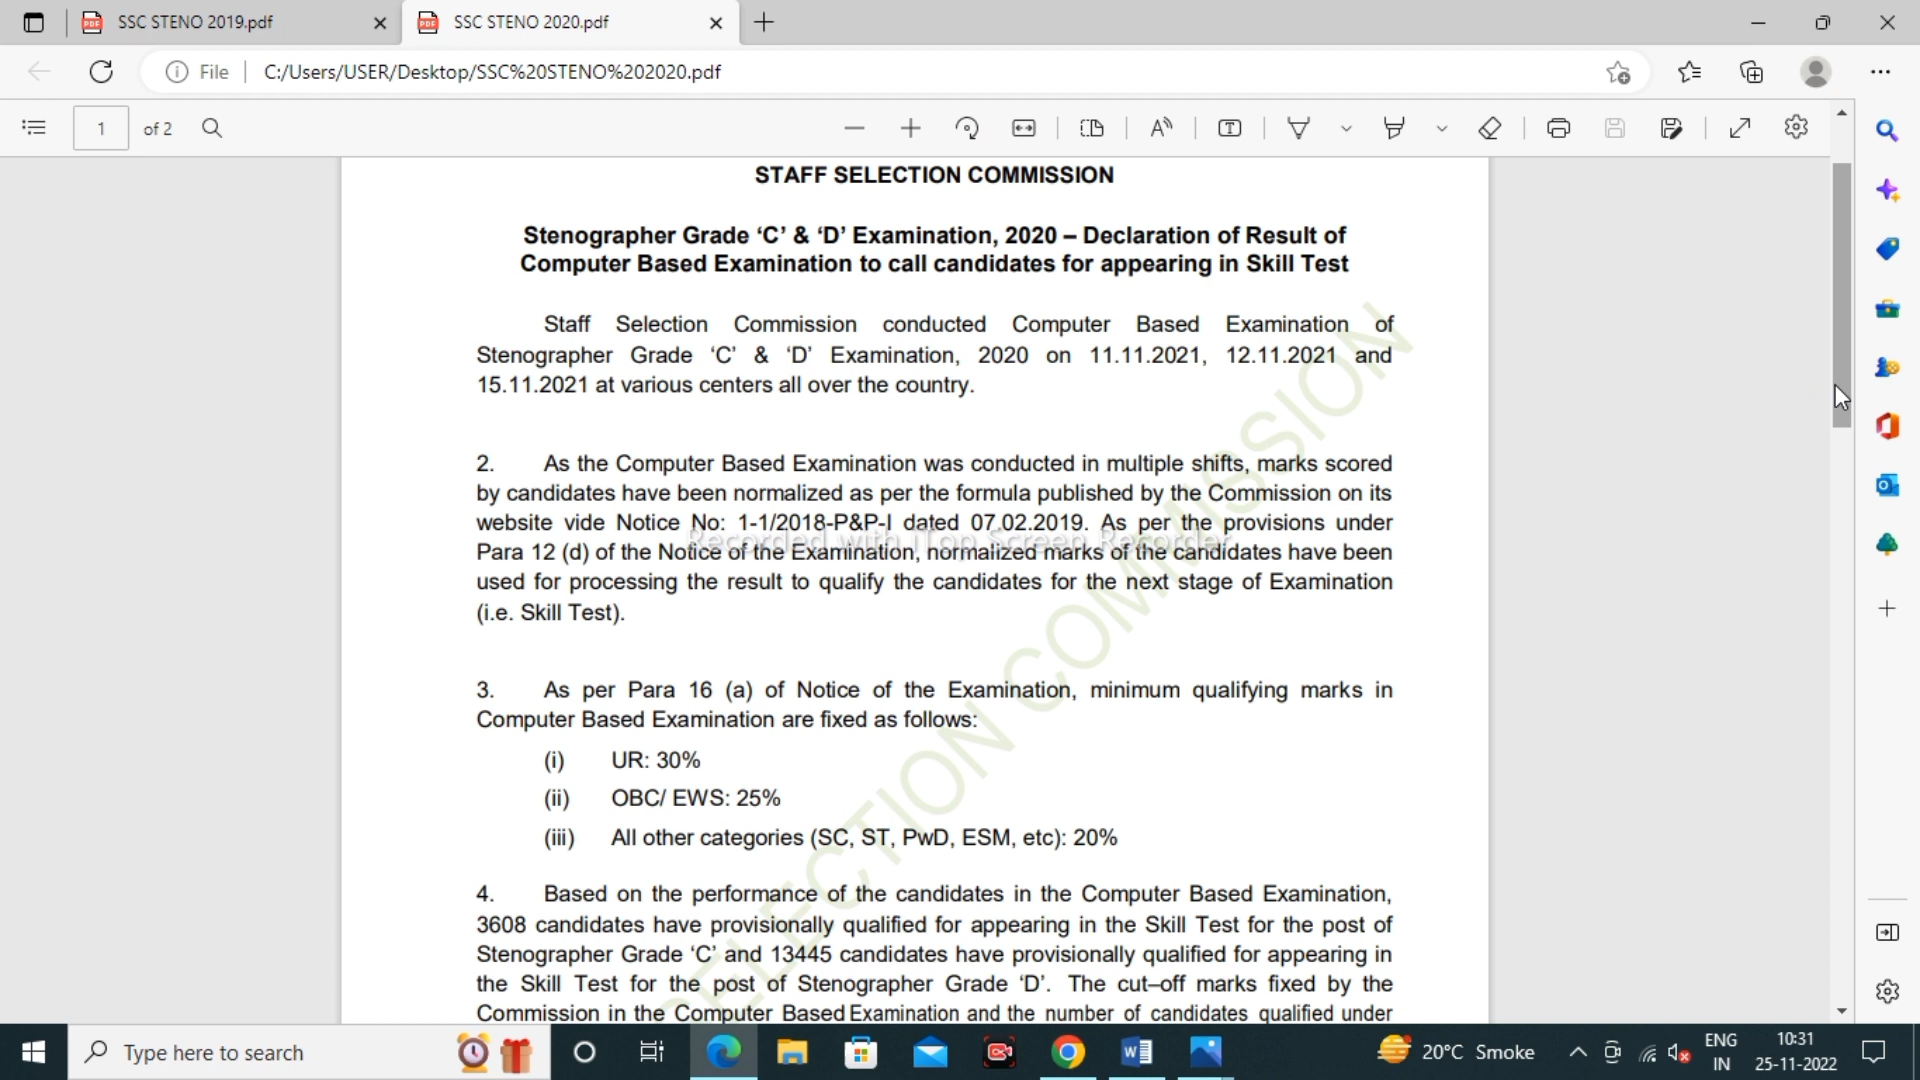 SSC STENO 2019.pdf
SSC STENO 2020.pdf
File
C:/Users/USER/Desktop/SSC%20STENO%202020.pdf
1 of 2
STAFF SELECTION COMMISSION
Stenographer Grade ‘C’ & ‘D’ Examination, 2020 – Declaration of Result of
Computer Based Examination to call candidates for appearing in Skill Test
Staff Selection Commission conducted Computer Based Examination of
Stenographer Grade ‘C’ & ‘D’ Examination, 2020 on 11.11.2021, 12.11.2021 and
15.11.2021 at various centers all over the country.
2. As the Computer Based Examination was conducted in multiple shifts, marks scored
by candidates have been normalized as per the formula published by the Commission on its
website vide Notice No: 1-1/2018-P&P-I dated 07.02.2019. As per the provisions under
Recorded with iTop Screen Recorder
Para 12 (d) of the Notice of the Examination, normalized marks of the candidates have been
used for processing the result to qualify the candidates for the next stage of Examination
(i.e. Skill Test).
3. As per Para 16 (a) of Notice of the Examination, minimum qualifying marks in
Computer Based Examination are fixed as follows:
(i) UR: 30%
(ii) OBC/ EWS: 25%
(iii) All other categories (SC, ST, PwD, ESM, etc): 20%
4. Based on the performance of the candidates in the Computer Based Examination,
3608 candidates have provisionally qualified for appearing in the Skill Test for the post of
Stenographer Grade ‘C’ and 13445 candidates have provisionally qualified for appearing in
the Skill Test for the post of Stenographer Grade ‘D’. The cut–off marks fixed by the
Commission in the Computer Based Examination and the number of candidates qualified under
SELECTION COMMISSION
Type here to search
20°C Smoke
ENG
IN
10:31
25-11-2022